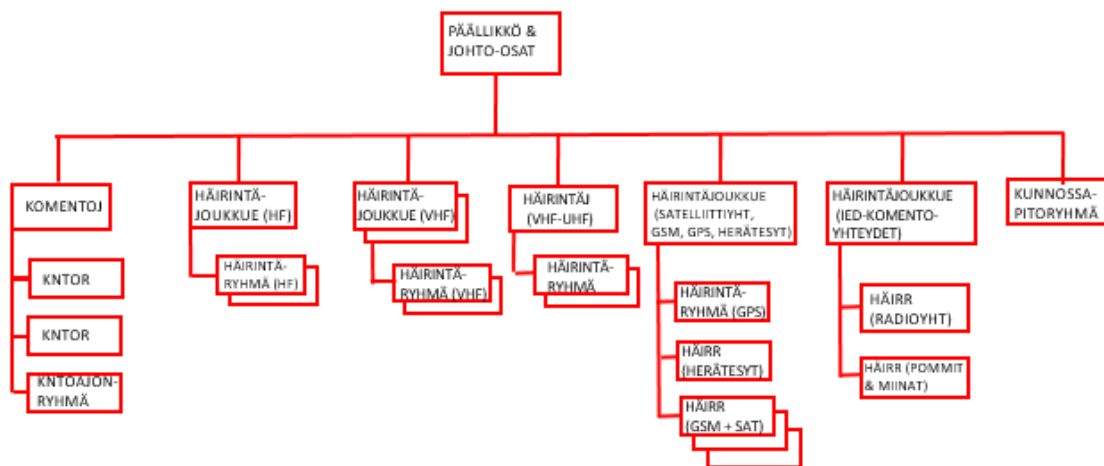 PÄÄLLIKKÖ &
JOHTO-OSAT
KOMENTOJ
KNTOR
KNTOR
KNTOAJON-
RYHMÄ
HÄIRINTÄ-
JOUKKUE (HF)
HÄIRINTÄ-
RYHMÄ (HF)
HÄIRINTÄ-
JOUKKUE (VHF)
HÄIRINTÄ-
RYHMÄ (VHF)
HÄIRINTÄJ
(VHF-UHF)
HÄIRINTÄ-
RYHMÄ
HÄIRINTÄJOUKKUE
(SATELLIITTIYHT,
GSM, GPS, HERÄTESYT)
HÄIRINTÄ-
RYHMÄ (GPS)
HÄIRR
(HERÄTESYT)
HÄIRR
(GSM + SAT)
HÄIRINTÄJOUKKUE
(IED-KOMENTO-
YHTEYDET)
HÄIRR
(RADIOYHT)
HÄIRR (POMMIT
& MIINAT)
KUNNOSSA-
PITORYHMÄ